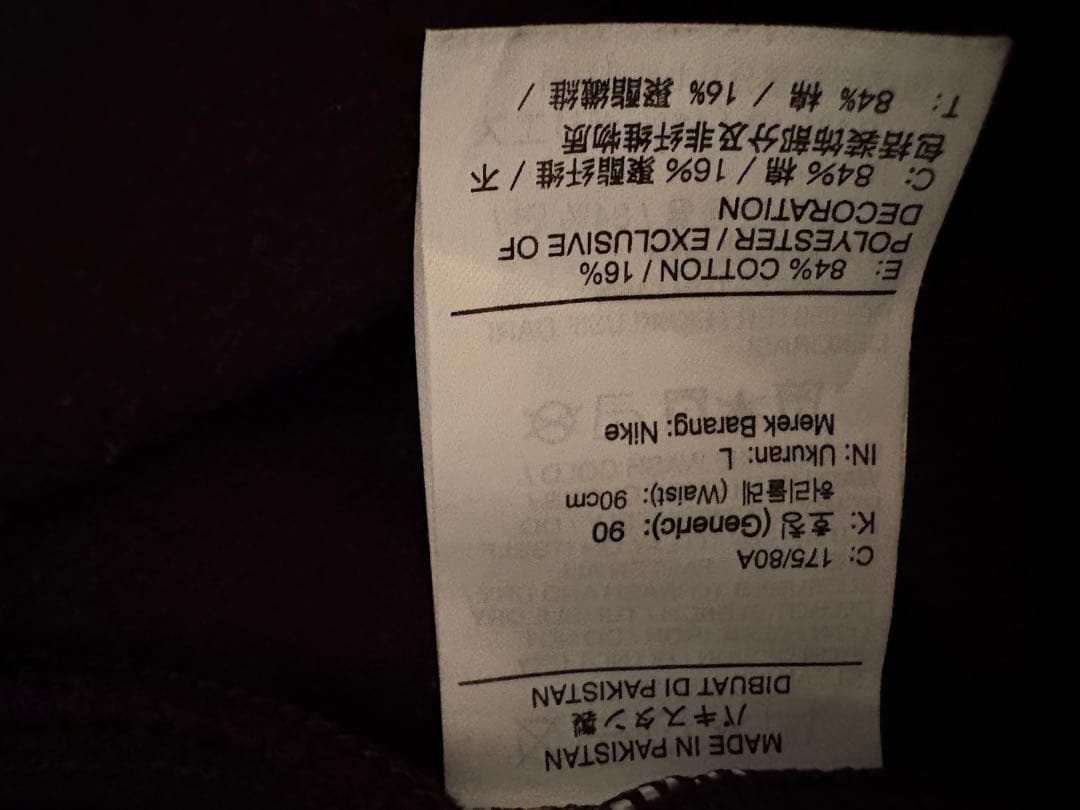 MADE IN PAKISTAN
パキスタン製
DIBUAT DI PAKISTAN
C: 175/80A
K: 호칭 (Generic): 90
허리둘레 (Waist): 90cm
IN: Ukuran: L
Merek Barang: Nike
E: 84% COTTON / 16%
POLYESTER / EXCLUSIVE OF
DECORATION
C: 84% 棉 / 16% 聚酯纤维 / 不
包括装饰部分及非纤维物质
T: 84% 棉 / 16% 聚酯纖維 /